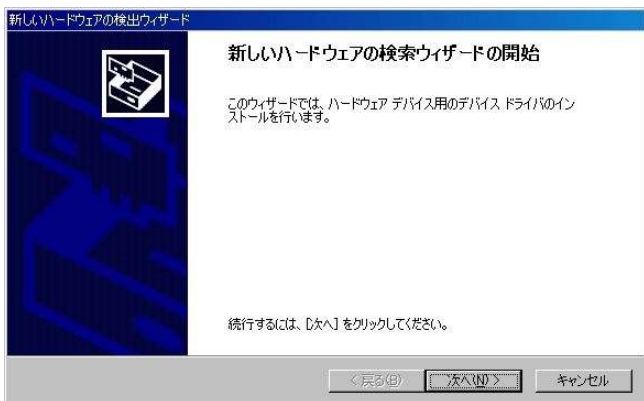 新しいハードウェアの検出ウィザード
新しいハードウェアの検索ウィザードの開始
このウィザードでは、ハードウェア デバイス用のデバイス ドライバのイン
ストールを行います。
続行するには、[次へ] をクリックしてください。
< 戻る(B)
次へ(N) >
キャンセル